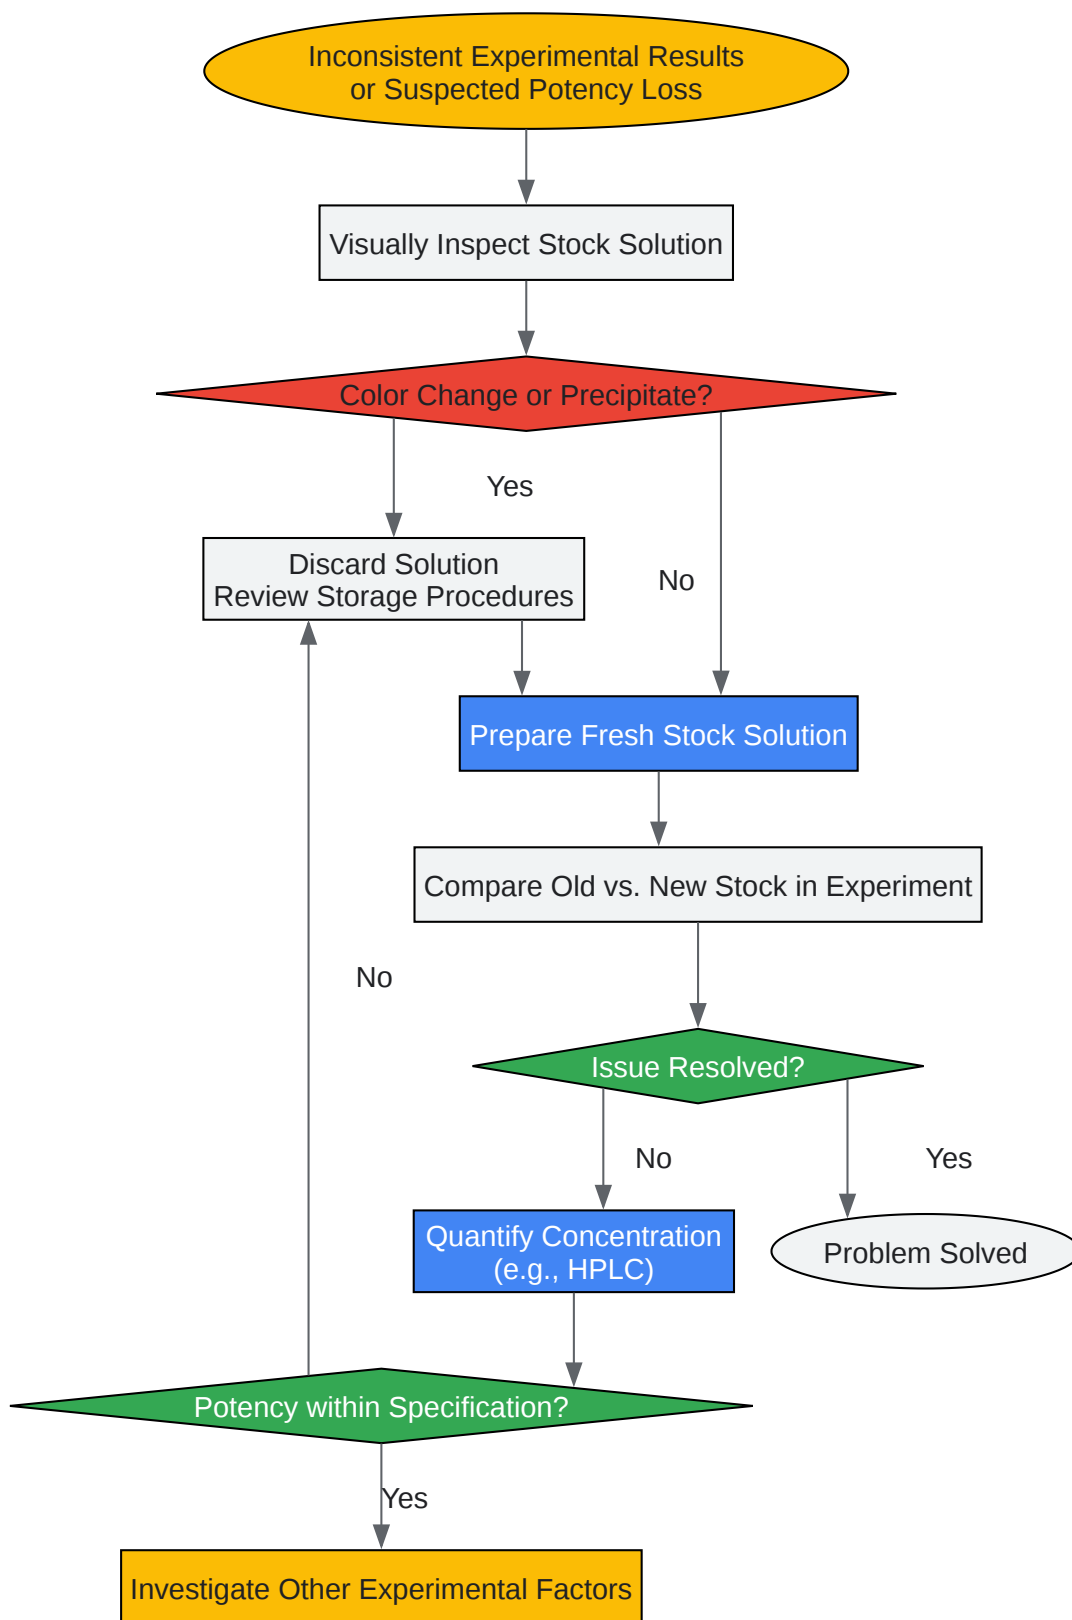 Inconsistent Experimental Results
or Suspected Potency Loss
Visually Inspect Stock Solution
Color Change or Precipitate?
Yes
Discard Solution
Review Storage Procedures
No
Prepare Fresh Stock Solution
Compare Old vs. New Stock in Experiment
No
Issue Resolved?
No
Yes
Quantify Concentration
(e.g., HPLC)
Problem Solved
Potency within Specification?
Yes
Investigate Other Experimental Factors